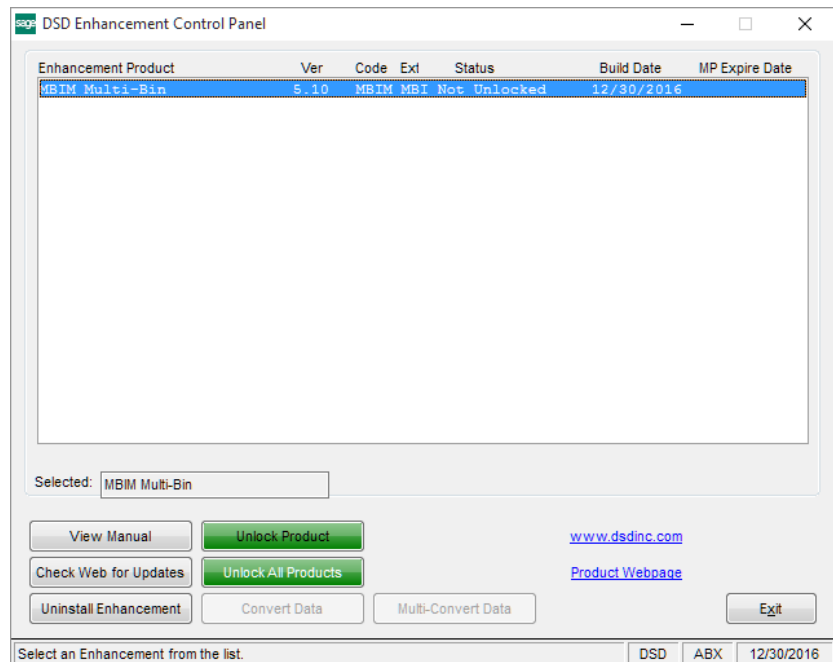 sage DSD Enhancement Control Panel
Enhancement Product Ver Code Ext Status Build Date MP Expire Date
MBIM Multi-Bin 5.10 MBIM MBI Not Unlocked 12/30/2016
Selected: MBIM Multi-Bin
View Manual Unlock Product www.dsdinc.com
Check Web for Updates Unlock All Products Product Webpage
Uninstall Enhancement Convert Data Multi-Convert Data Exit
Select an Enhancement from the list. DSD ABX 12/30/2016